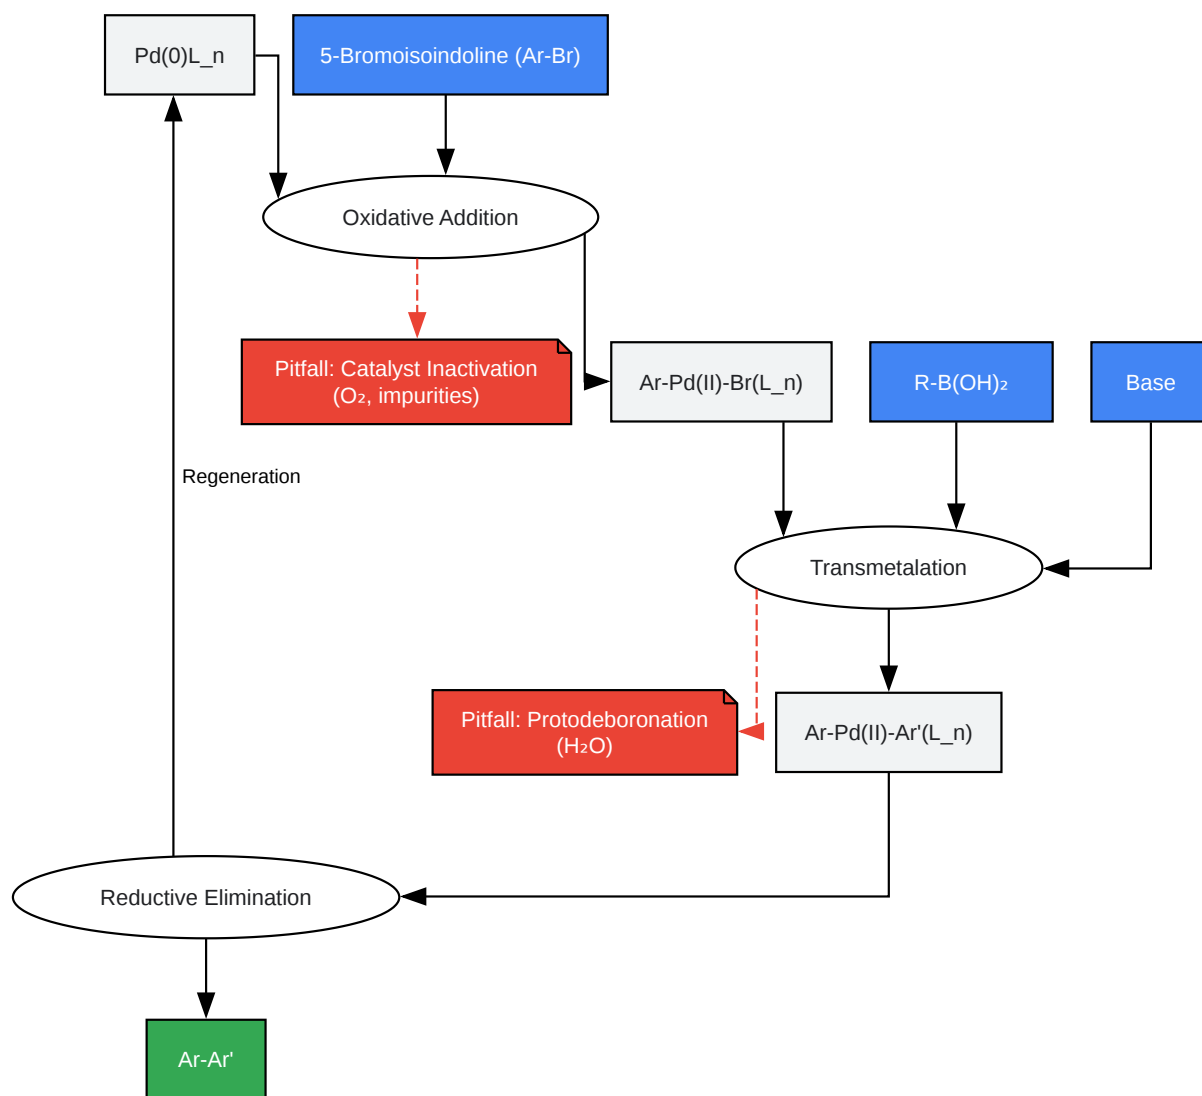 Pd(0)L_n
5-Bromoisoindoline (Ar-Br)
Oxidative Addition
Pitfall: Catalyst Inactivation
(O₂, impurities)
Ar-Pd(II)-Br(L_n)
R-B(OH)₂
Base
Regeneration
Transmetalation
Pitfall: Protodeboronation
(H₂O)
Ar-Pd(II)-Ar'(L_n)
Reductive Elimination
Ar-Ar'